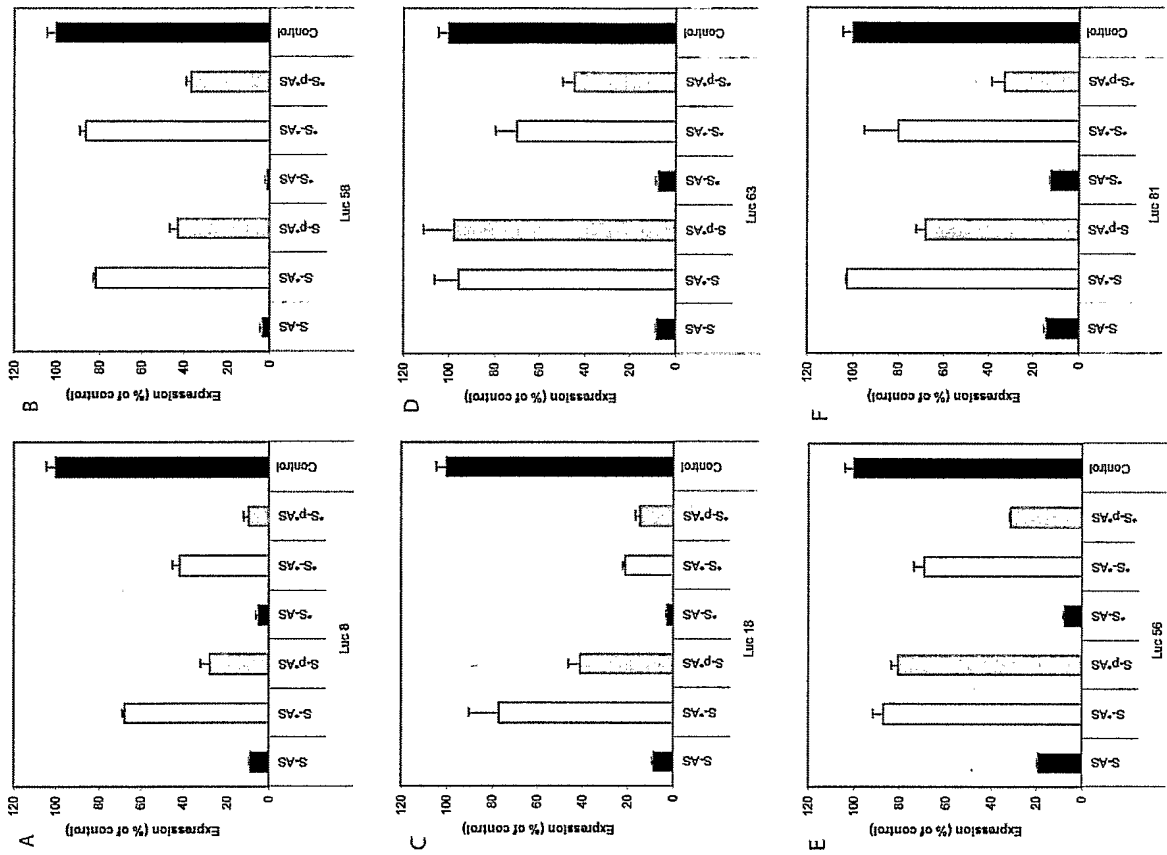 A
Expression (% of control)
120
100
80
60
40
20
0
S-AS
S-*AS
S-p*AS
*S-AS
*S-*AS
*S-p*AS
Control
Luc 8
B
Expression (% of control)
120
100
80
60
40
20
0
S-AS
S-*AS
S-p*AS
*S-AS
*S-*AS
*S-p*AS
Control
Luc 58
C
Expression (% of control)
120
100
80
60
40
20
0
S-AS
S-*AS
S-p*AS
*S-AS
*S-*AS
*S-p*AS
Control
Luc 18
D
Expression (% of control)
120
100
80
60
40
20
0
S-AS
S-*AS
S-p*AS
*S-AS
*S-*AS
*S-p*AS
Control
Luc 63
E
Expression (% of control)
120
100
80
60
40
20
0
S-AS
S-*AS
S-p*AS
*S-AS
*S-*AS
*S-p*AS
Control
Luc 56
F
Expression (% of control)
120
100
80
60
40
20
0
S-AS
S-*AS
S-p*AS
*S-AS
*S-*AS
*S-p*AS
Control
Luc 81